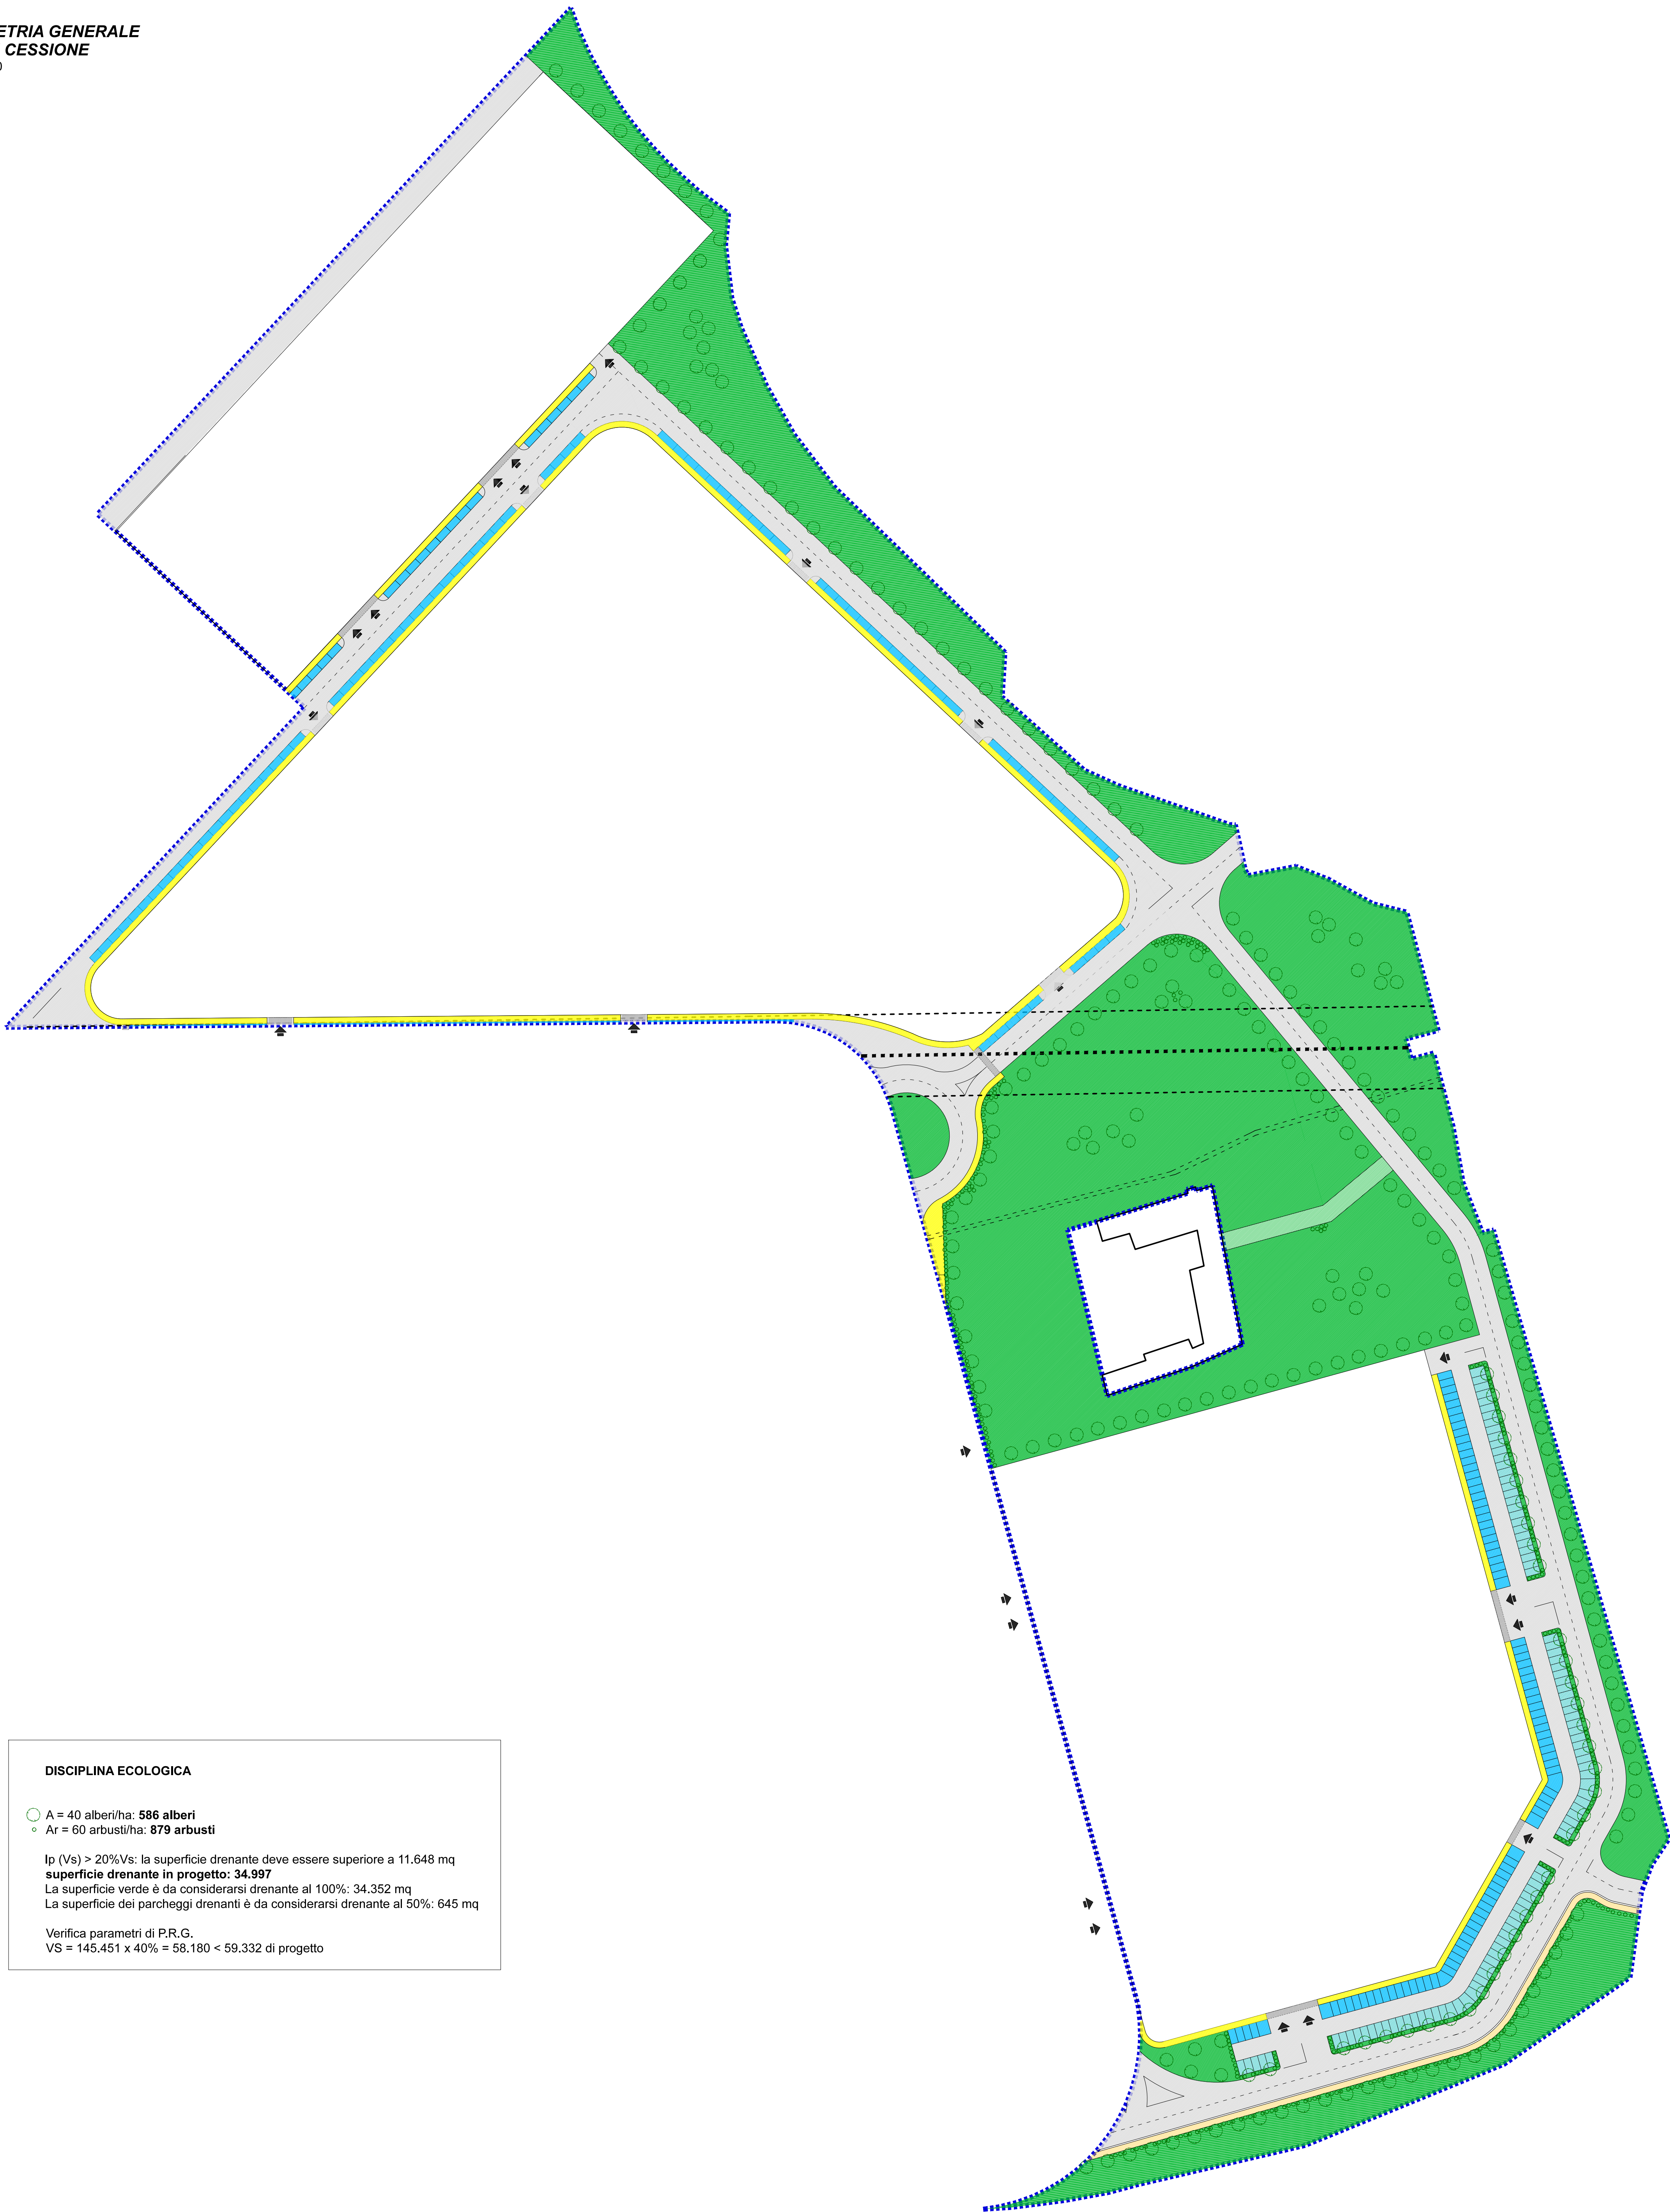 ETRIA GENERALE
CESSIONE
DISCIPLINA ECOLOGICA
A = 40 alberi/ha: 586 alberi
Ar = 60 arbusti/ha: 879 arbusti
Ip (Vs) > 20%Vs: la superficie drenante deve essere superiore a 11.648 mq
superficie drenante in progetto: 34.997
La superficie verde è da considerarsi drenante al 100%: 34.352 mq
La superficie dei parcheggi drenanti è da considerarsi drenante al 50%: 645 mq
Verifica parametri di P.R.G.
VS = 145.451 x 40% = 58.180 < 59.332 di progetto